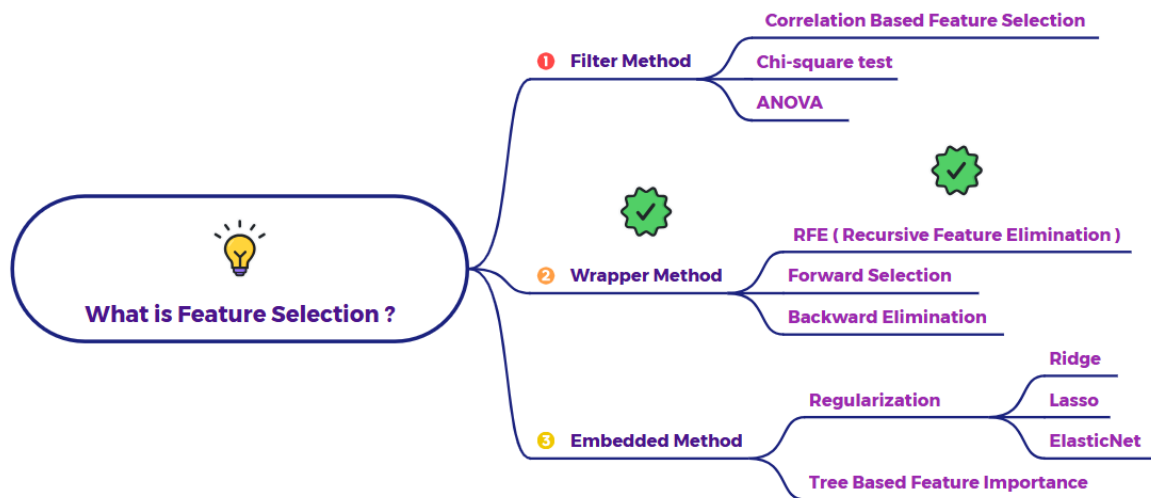 What is Feature Selection ?
1 Filter Method
Correlation Based Feature Selection
Chi-square test
ANOVA
2 Wrapper Method
RFE ( Recursive Feature Elimination )
Forward Selection
Backward Elimination
3 Embedded Method
Regularization
Ridge
Lasso
ElasticNet
Tree Based Feature Importance